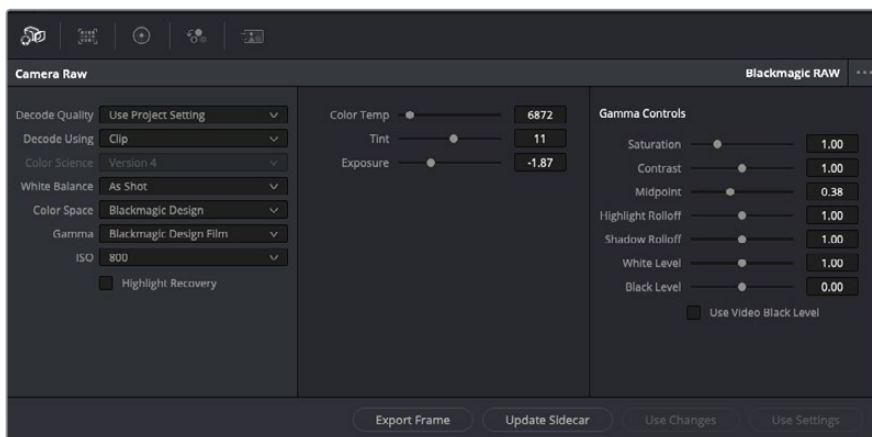 Camera Raw
Blackmagic RAW
Decode Quality Use Project Setting
Decode Using Clip
Color Science Version 4
White Balance As Shot
Color Space Blackmagic Design
Gamma Blackmagic Design Film
ISO 800
Highlight Recovery
Color Temp 6872
Tint 11
Exposure -1.87
Gamma Controls
Saturation 1.00
Contrast 1.00
Midpoint 0.38
Highlight Rolloff 1.00
Shadow Rolloff 1.00
White Level 1.00
Black Level 0.00
Use Video Black Level
Export Frame
Update Sidecar
Use Changes
Use Settings